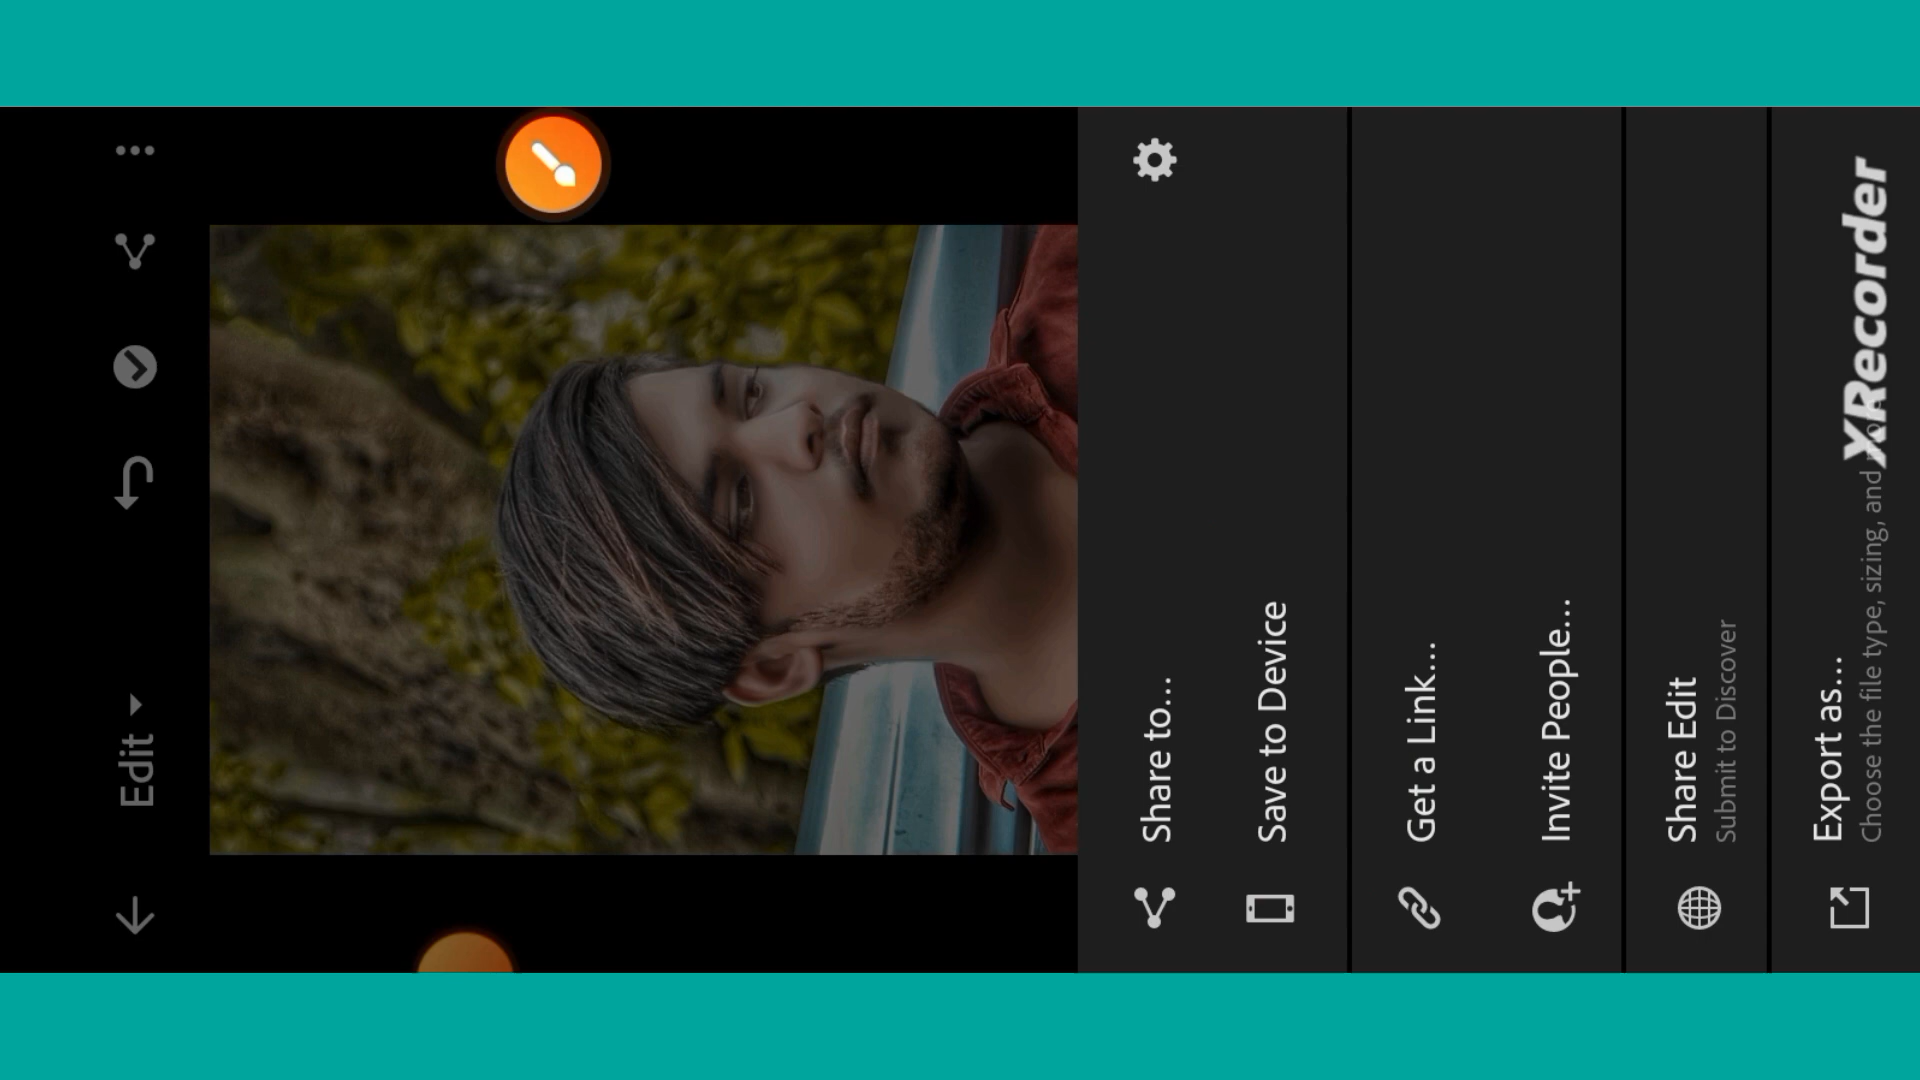 Edit
Share to...
Save to Device
Get a Link...
Invite People...
Share Edit
Submit to Discover
Export as...
Choose the file type, sizing, and
XRecorder